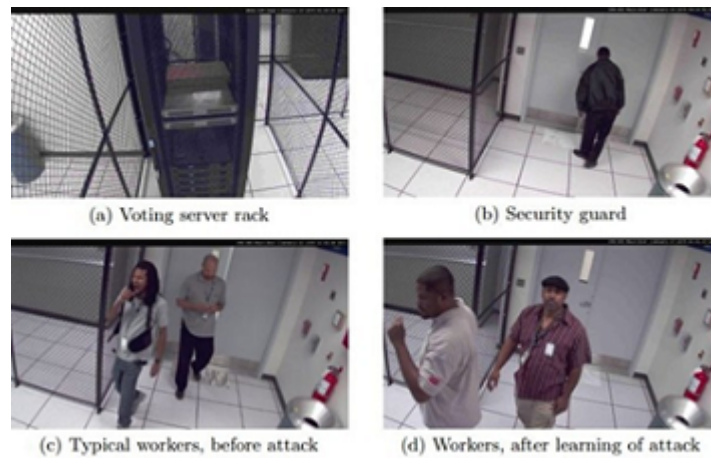 (a) Voting server rack
(b) Security guard
(c) Typical workers, before attack
(d) Workers, after learning of attack